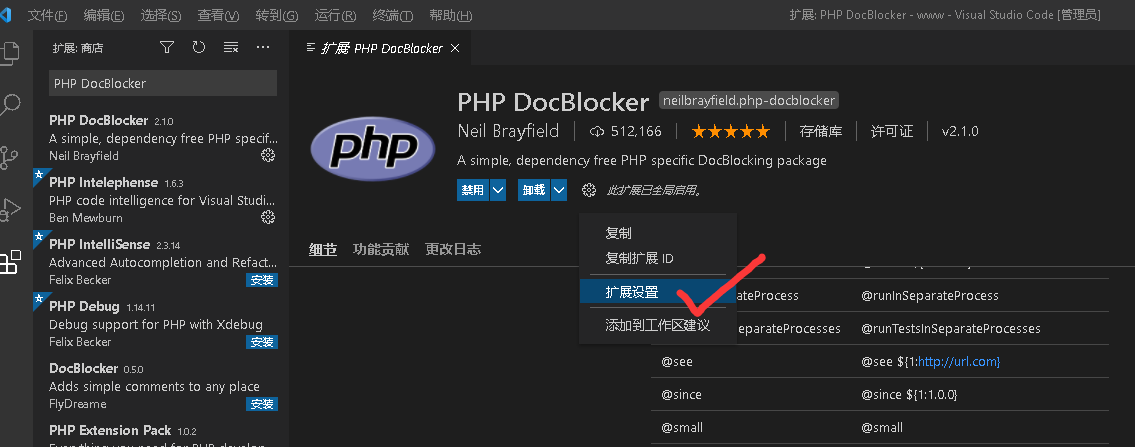 文件(F) 编辑(E) 选择(S) 查看(V) 转到(G) 运行(R) 终端(T) 帮助(H) 扩展: PHP DocBlocker - www - Visual Studio Code [管理员]
扩展: 商店
扩展 PHP DocBlocker
PHP DocBlocker
PHP DocBlocker 2.1.0
A simple, dependency free PHP specif...
Neil Brayfield
PHP Intelephense 1.6.3
PHP code intelligence for Visual Studi...
Ben Mewburn
PHP IntelliSense 2.3.14
Advanced Autocompletion and Refact...
Felix Becker 安装
PHP Debug 1.14.11
Debug support for PHP with Xdebug
Felix Becker 安装
DocBlocker 0.5.0
Adds simple comments to any place
FlyDreame 安装
PHP Extension Pack 1.0.2
php
PHP DocBlocker neilbrayfield.php-docblocker
Neil Brayfield 512,166 存储库 许可证 v2.1.0
A simple, dependency free PHP specific DocBlocking package
禁用 卸载 此扩展已全局启用。
细节 功能贡献 更改日志
复制
复制扩展 ID
扩展设置
添加到工作区建议
arateProcess @runInSeparateProcess
eparateProcesses @runTestsInSeparateProcesses
@see @see ${1:http://url.com}
@since @since ${1:1.0.0}
@small @small